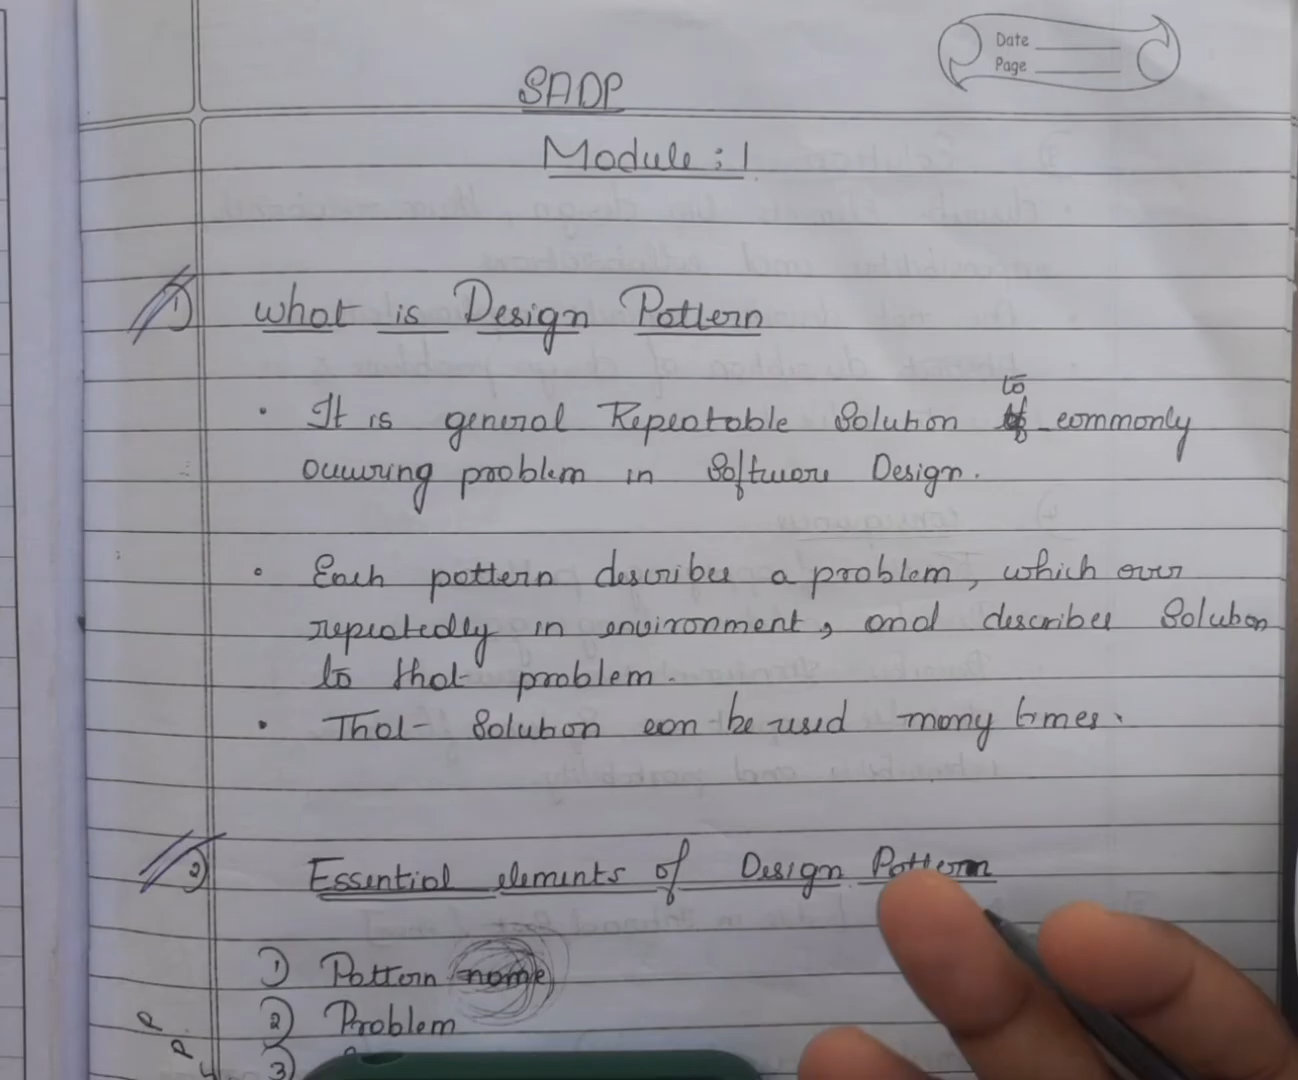 Date
Page
SADP
Module : 1
1) What is Design Pattern
• It is general Repeatable Solution to commonly
occuring problem in Software Design.
• Each pattern describes a problem, which over
repeatedly in environment, and describes Solution
to that problem.
• That Solution can be used many times.
2) Essential elements of Design Pattern
1) Pattern name
2) Problem
3)
P
P